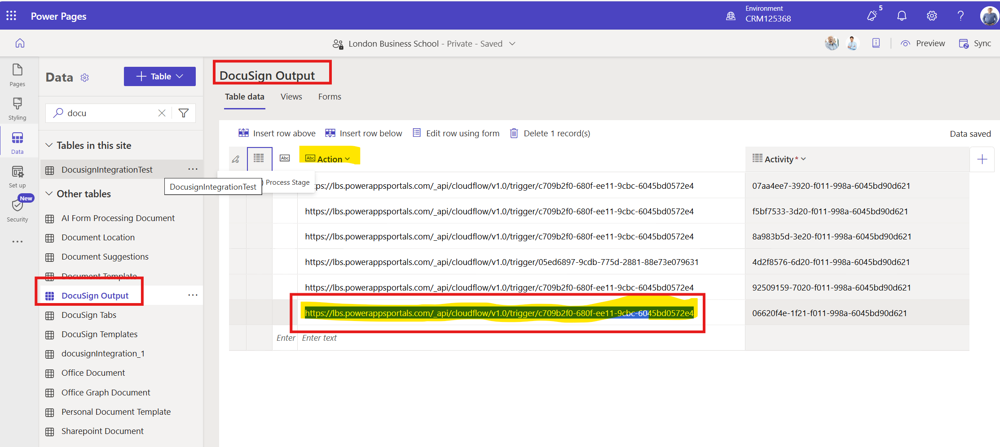 Power Pages
Environment
CRM125368
5
London Business School - Private - Saved
Preview
Sync
Pages
Styling
Data
Set up
New
Security
Data
Table
docu
Tables in this site
DocusignIntegrationTest
DocusignIntegrationTest
Other tables
AI Form Processing Document
Document Location
Document Suggestions
Document Template
DocuSign Output
DocuSign Tabs
DocuSign Templates
docusignIntegration_1
Office Document
Office Graph Document
Personal Document Template
Sharepoint Document
DocuSign Output
Table data Views Forms
Insert row above Insert row below Edit row using form Delete 1 record(s) Data saved
Abc Abc Action Activity *
) Process Stage
ps://lbs.powerappsportals.com/_api/cloudflow/v1.0/trigger/c709b2f0-680f-ee11-9cbc-6045bd0572e4 07aa4ee7-3920-f011-998a-6045bd90d621
https://lbs.powerappsportals.com/_api/cloudflow/v1.0/trigger/c709b2f0-680f-ee11-9cbc-6045bd0572e4 f5bf7533-3d20-f011-998a-6045bd90d621
https://lbs.powerappsportals.com/_api/cloudflow/v1.0/trigger/c709b2f0-680f-ee11-9cbc-6045bd0572e4 8a983b5d-3e20-f011-998a-6045bd90d621
https://lbs.powerappsportals.com/_api/cloudflow/v1.0/trigger/05ed6897-9cdb-775d-2881-88e73e079631 4d2f8576-6d20-f011-998a-6045bd90d621
https://lbs.powerappsportals.com/_api/cloudflow/v1.0/trigger/c709b2f0-680f-ee11-9cbc-6045bd0572e4 92509159-7020-f011-998a-6045bd90d621
https://lbs.powerappsportals.com/_api/cloudflow/v1.0/trigger/c709b2f0-680f-ee11-9cbc-6045bd0572e4 06620f4e-1f21-f011-998a-6045bd90d621
Enter Enter text